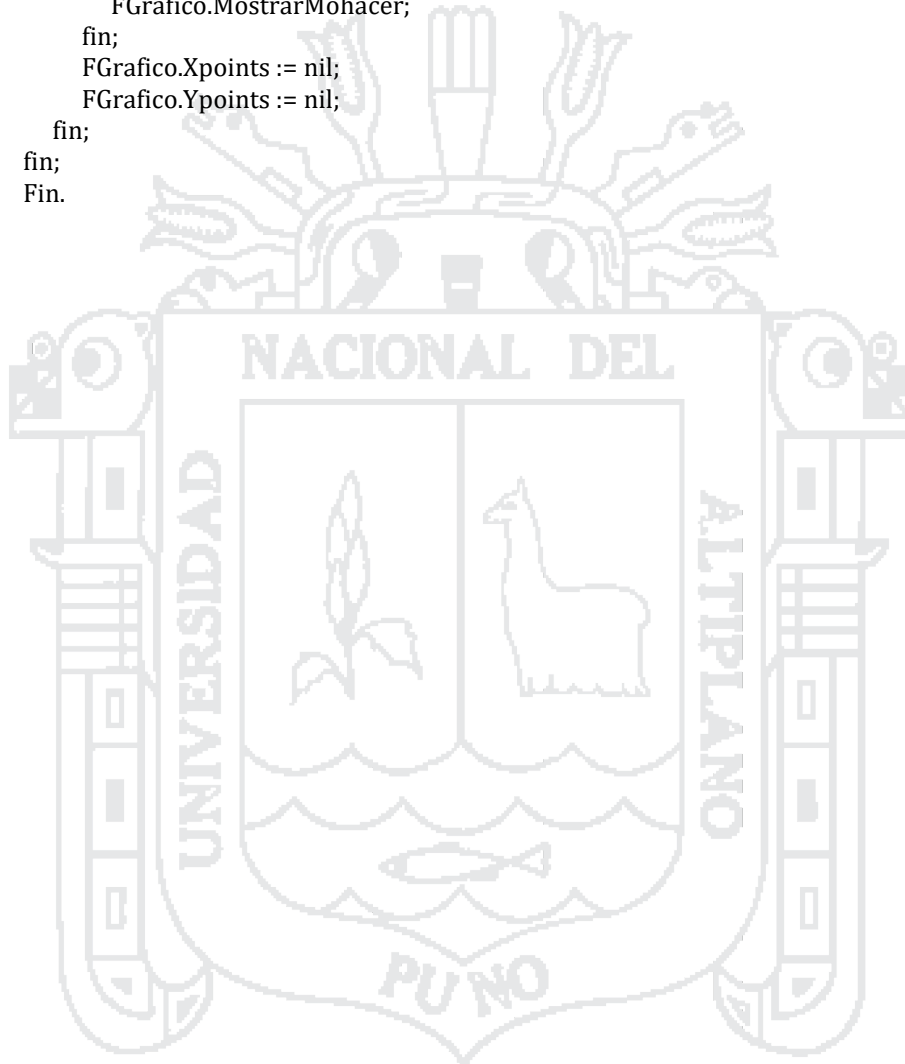 FGrafico.MostrarMohacer;
fin;
FGrafico.Xpoints := nil;
FGrafico.Ypoints := nil;
fin;
fin;
Fin.
NACIONAL DEL
UNIVERSIDAD
ALTIPLANO
PUNO